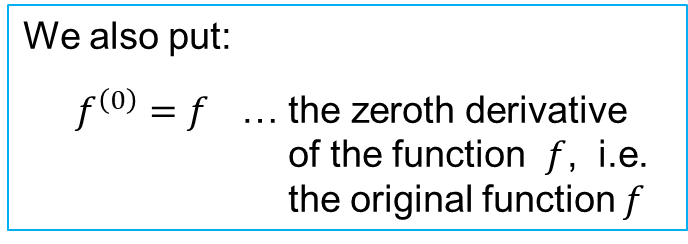 We also put:
f⁽⁰⁾ = f … the zeroth derivative
of the function f, i.e.
the original function f